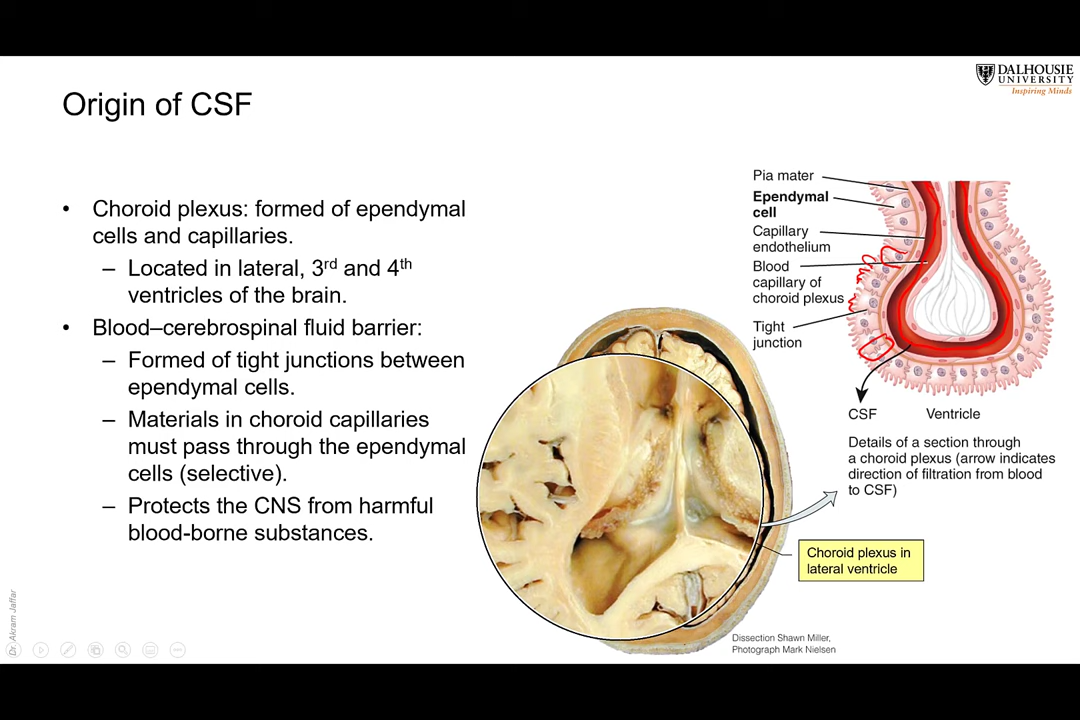 DALHOUSIE
UNIVERSITY
Inspiring Minds
Origin of CSF
• Choroid plexus: formed of ependymal
cells and capillaries.
– Located in lateral, 3rd and 4th
ventricles of the brain.
• Blood–cerebrospinal fluid barrier:
– Formed of tight junctions between
ependymal cells.
– Materials in choroid capillaries
must pass through the ependymal
cells (selective).
– Protects the CNS from harmful
blood-borne substances.
Pia mater
Ependymal
cell
Capillary
endothelium
Blood
capillary of
choroid plexus
Tight
junction
CSF
Ventricle
Details of a section through
a choroid plexus (arrow indicates
direction of filtration from blood
to CSF)
Choroid plexus in
lateral ventricle
Dissection Shawn Miller,
Photograph Mark Nielsen
Dr. Akram Jaffar